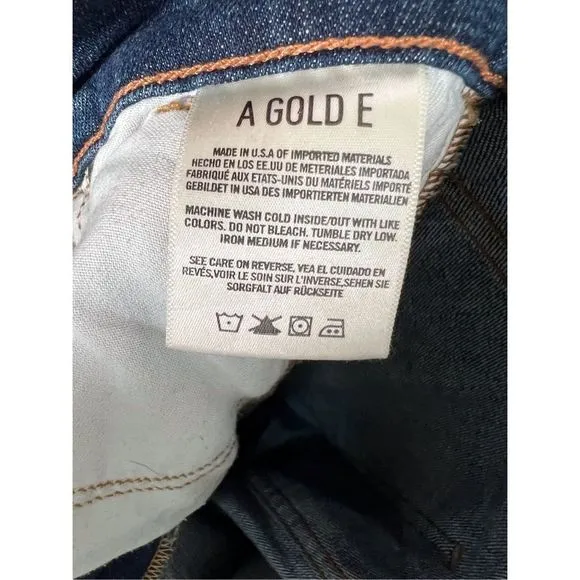 A GOLD E
MADE IN U.S.A OF IMPORTED MATERIALS
HECHO EN LOS EE.UU DE METERIALES IMPORTADA
FABRIQUÉ AUX ETATS-UNIS DU MATÉRIELS IMPORTÉ
GEBILDET IN USA DES IMPORTIERTEN MATERIALIEN
MACHINE WASH COLD INSIDE/OUT WITH LIKE
COLORS. DO NOT BLEACH. TUMBLE DRY LOW.
IRON MEDIUM IF NECESSARY.
SEE CARE ON REVERSE, VEA EL CUIDADO EN
REVÉS,VOIR LE SOIN SUR L'INVERSE,SEHEN SIE
SORGFALT AUF RÜCKSEITE